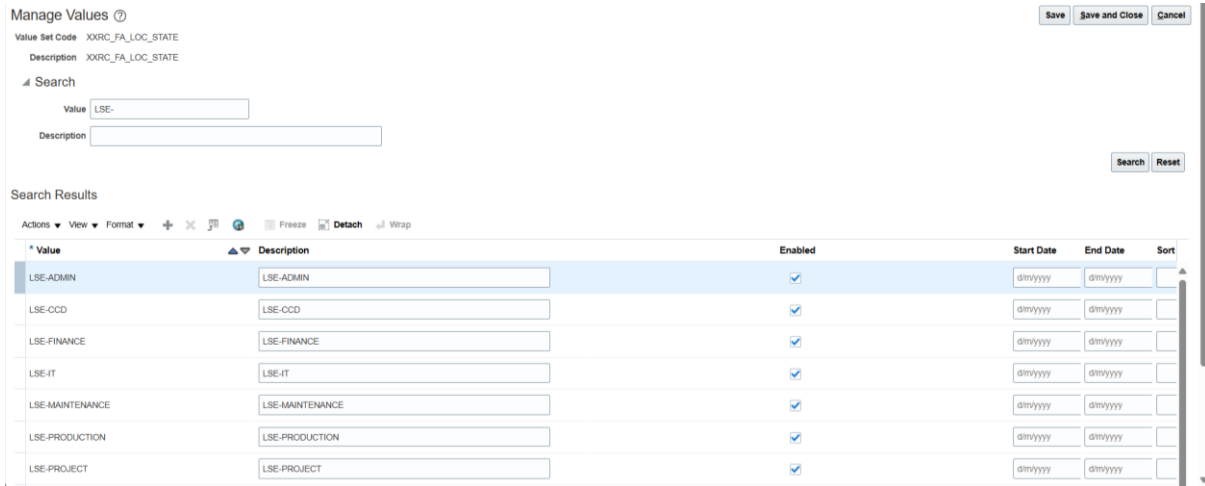 Manage Values ? Save Save and Close Cancel
Value Set Code XXRC_FA_LOC_STATE
Description XXRC_FA_LOC_STATE
Search
Value LSE-
Description
Search Reset
Search Results
Actions View Format Freeze Detach Wrap
* Value Description Enabled Start Date End Date Sort
LSE-ADMIN LSE-ADMIN d/m/yyyy d/m/yyyy
LSE-CCD LSE-CCD d/m/yyyy d/m/yyyy
LSE-FINANCE LSE-FINANCE d/m/yyyy d/m/yyyy
LSE-IT LSE-IT d/m/yyyy d/m/yyyy
LSE-MAINTENANCE LSE-MAINTENANCE d/m/yyyy d/m/yyyy
LSE-PRODUCTION LSE-PRODUCTION d/m/yyyy d/m/yyyy
LSE-PROJECT LSE-PROJECT d/m/yyyy d/m/yyyy